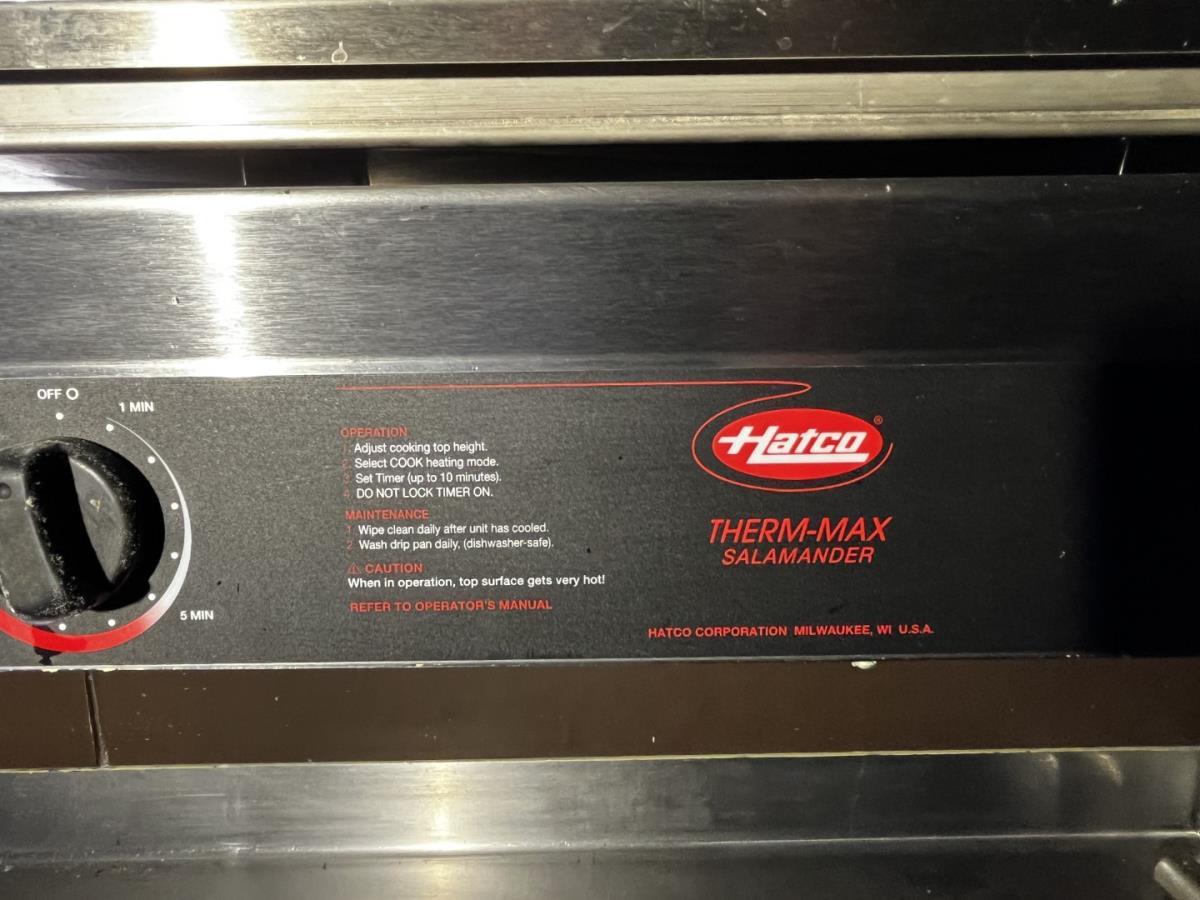 OFF O
1 MIN
5 MIN
OPERATION
1. Adjust cooking top height.
2. Select COOK heating mode.
3. Set Timer (up to 10 minutes).
4. DO NOT LOCK TIMER ON.
MAINTENANCE
1. Wipe clean daily after unit has cooled.
2. Wash drip pan daily, (dishwasher-safe).
⚠ CAUTION
When in operation, top surface gets very hot!
REFER TO OPERATOR'S MANUAL
Hatco®
THERM-MAX
SALAMANDER
HATCO CORPORATION MILWAUKEE, WI U.S.A.